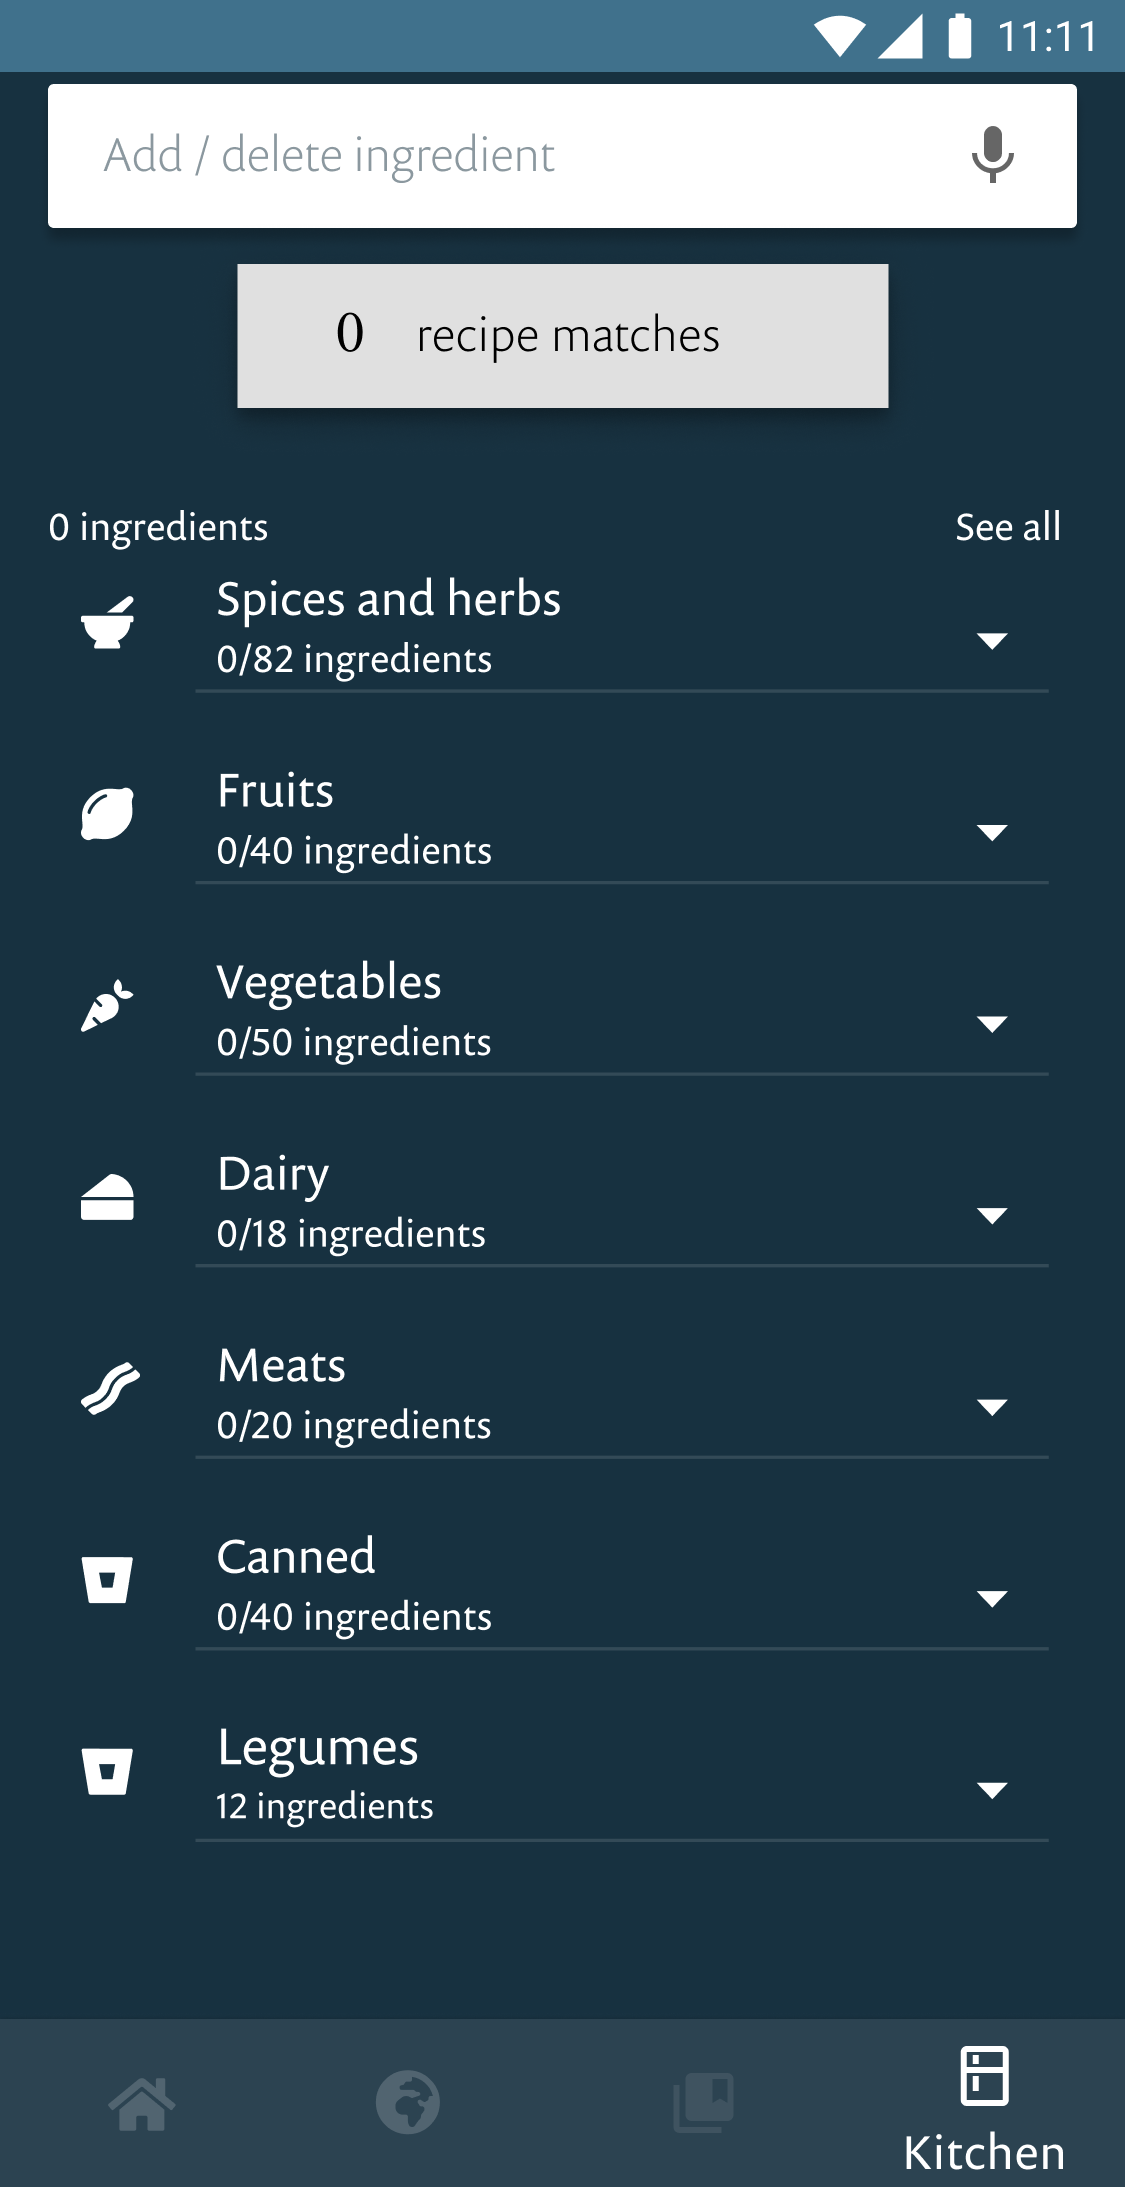 11:11
Add / delete ingredient
0 recipe matches
0 ingredients See all
Spices and herbs
0/82 ingredients
Fruits
0/40 ingredients
Vegetables
0/50 ingredients
Dairy
0/18 ingredients
Meats
0/20 ingredients
Canned
0/40 ingredients
Legumes
12 ingredients
Kitchen